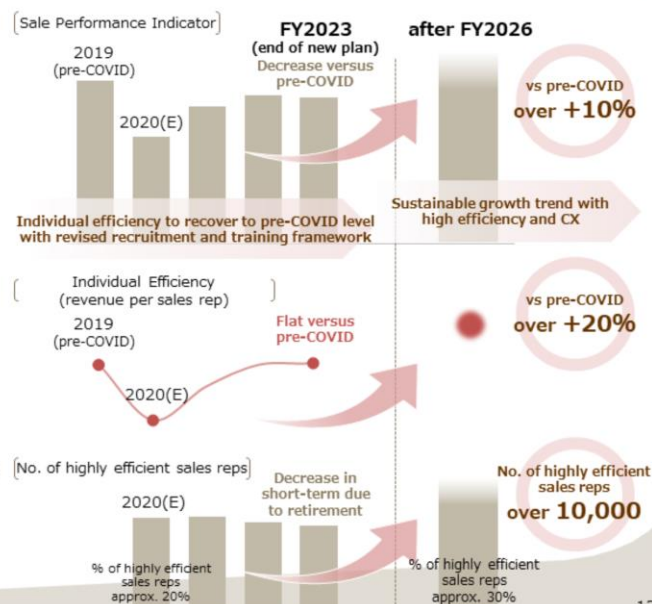 Sale Performance Indicator
2019
(pre-COVID)
2020(E)
FY2023
(end of new plan)
Decrease versus
pre-COVID
after FY2026
vs pre-COVID
over +10%
Individual efficiency to recover to pre-COVID level
with revised recruitment and training framework
Sustainable growth trend with
high efficiency and CX
Individual Efficiency
(revenue per sales rep)
2019
(pre-COVID)
2020(E)
Flat versus
pre-COVID
vs pre-COVID
over +20%
No. of highly efficient sales reps
2020(E)
Decrease in
short-term due
to retirement
No. of highly efficient
sales reps
over 10,000
% of highly efficient
sales reps
approx. 20%
% of highly efficient
sales reps
approx. 30%